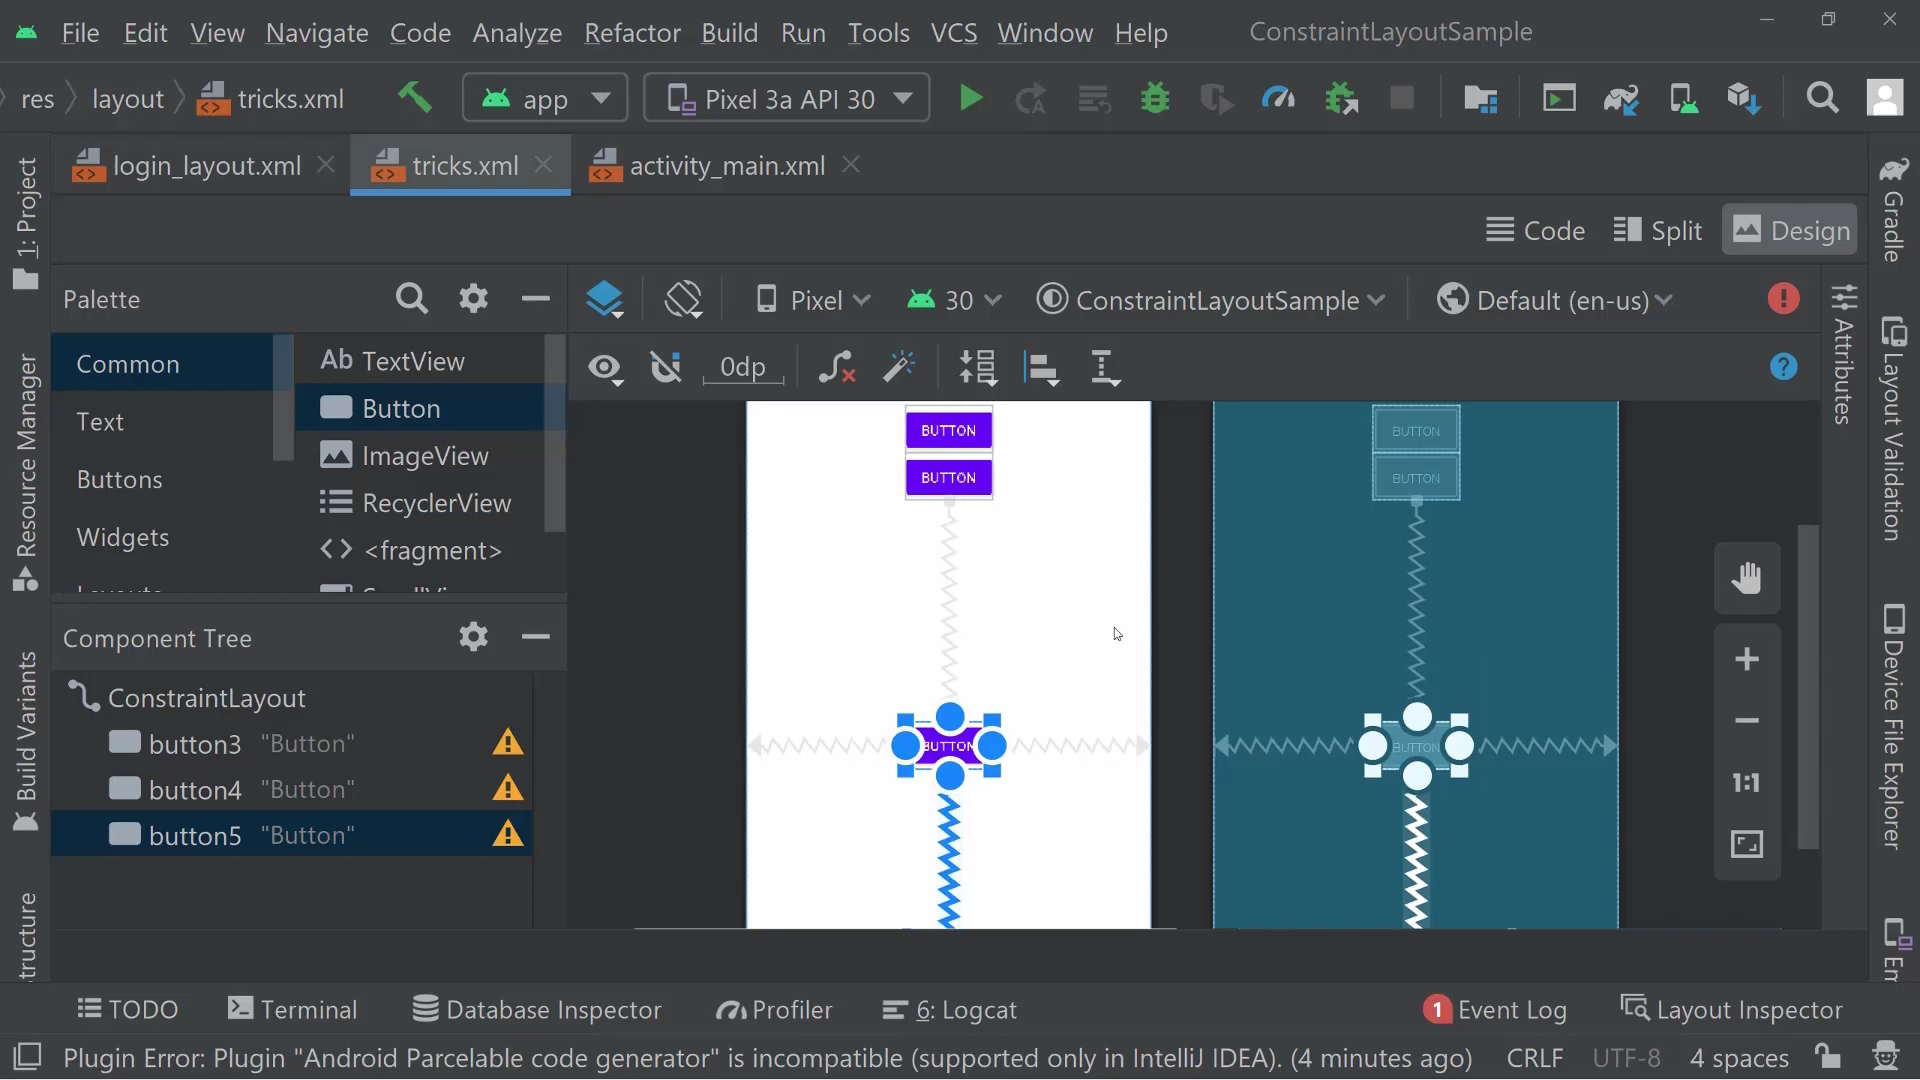 File Edit View Navigate Code Analyze Refactor Build Run Tools VCS Window Help ConstraintLayoutSample
res layout tricks.xml app Pixel 3a API 30
login_layout.xml tricks.xml activity_main.xml
Code Split Design
Palette
Pixel 30 ConstraintLayoutSample Default (en-us)
0dp
Common
Text
Buttons
Widgets
Ab TextView
Button
ImageView
RecyclerView
<fragment>
Component Tree
ConstraintLayout
button3 "Button"
button4 "Button"
button5 "Button"
BUTTON
BUTTON
BUTTON
BUTTON
BUTTON
BUTTON
1:1
1: Project
Resource Manager
Build Variants
Gradle
Attributes
Layout Validation
Device File Explorer
TODO Terminal Database Inspector Profiler 6: Logcat 1 Event Log Layout Inspector
Plugin Error: Plugin "Android Parcelable code generator" is incompatible (supported only in IntelliJ IDEA). (4 minutes ago) CRLF UTF-8 4 spaces